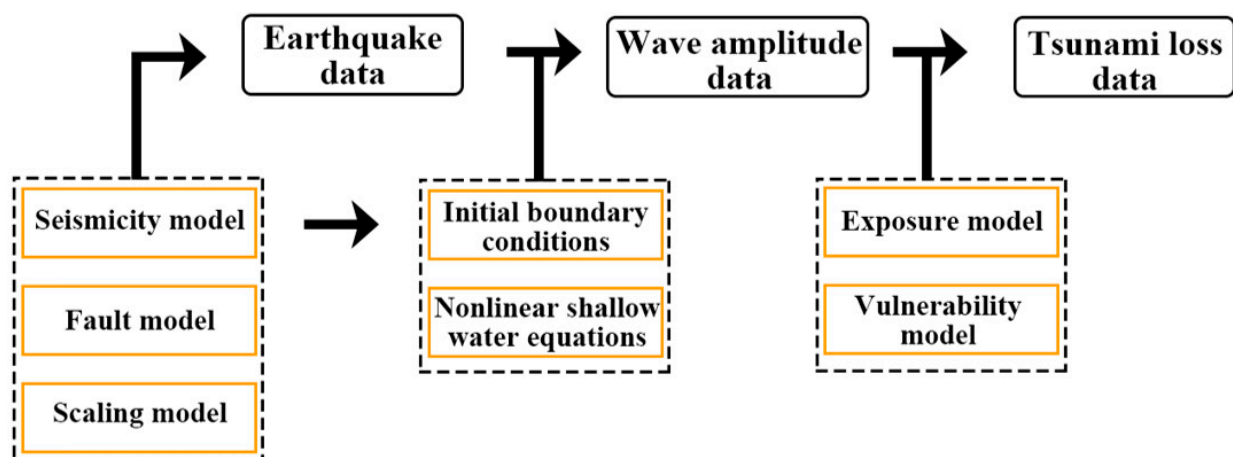 Earthquake
data
Wave amplitude
data
Tsunami loss
data
Seismicity model
Fault model
Scaling model
Initial boundary
conditions
Nonlinear shallow
water equations
Exposure model
Vulnerability
model